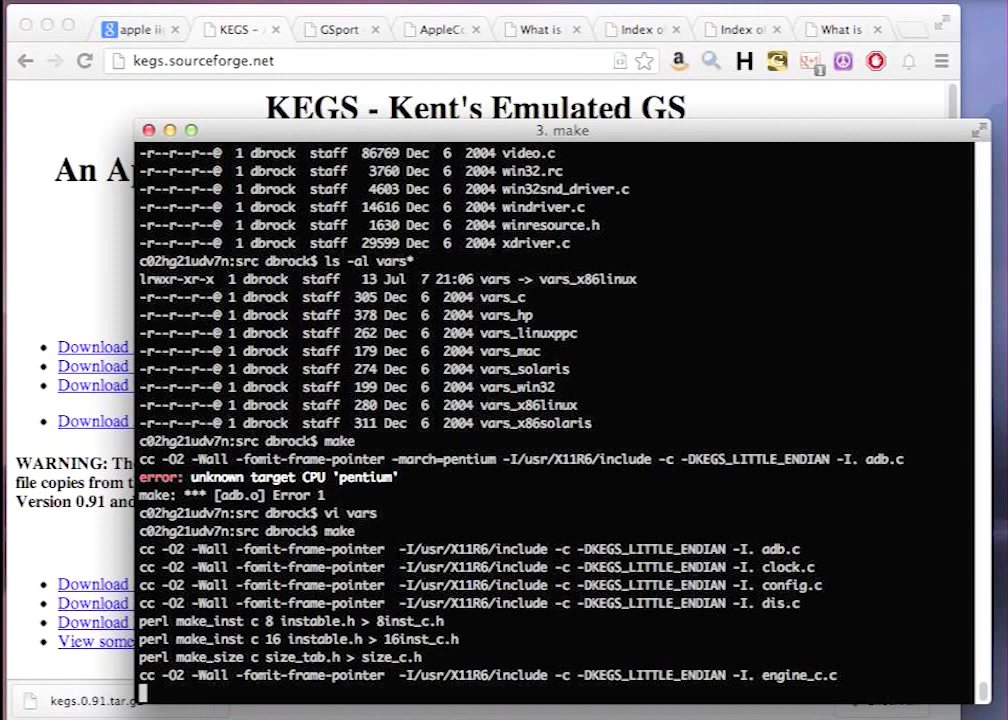 apple ii
KEGS -
GSport
AppleCo
What is
Index o
Index o
What is
kegs.sourceforge.net
KEGS - Kent's Emulated GS
An Ap
3. make
-r--r--r--@ 1 dbrock staff 86769 Dec 6 2004 video.c
-r--r--r--@ 1 dbrock staff 3760 Dec 6 2004 win32.rc
-r--r--r--@ 1 dbrock staff 4603 Dec 6 2004 win32snd_driver.c
-r--r--r--@ 1 dbrock staff 14616 Dec 6 2004 windriver.c
-r--r--r--@ 1 dbrock staff 1630 Dec 6 2004 winresource.h
-r--r--r--@ 1 dbrock staff 29599 Dec 6 2004 xdriver.c
c02hg21udv7n:src dbrock$ ls -al vars*
lrwxr-xr-x 1 dbrock staff 13 Jul 7 21:06 vars -> vars_x86linux
-r--r--r--@ 1 dbrock staff 305 Dec 6 2004 vars_c
-r--r--r--@ 1 dbrock staff 378 Dec 6 2004 vars_hp
-r--r--r--@ 1 dbrock staff 262 Dec 6 2004 vars_linuxppc
-r--r--r--@ 1 dbrock staff 179 Dec 6 2004 vars_mac
-r--r--r--@ 1 dbrock staff 274 Dec 6 2004 vars_solaris
-r--r--r--@ 1 dbrock staff 199 Dec 6 2004 vars_win32
-r--r--r--@ 1 dbrock staff 280 Dec 6 2004 vars_x86linux
-r--r--r--@ 1 dbrock staff 311 Dec 6 2004 vars_x86solaris
c02hg21udv7n:src dbrock$ make
cc -O2 -Wall -fomit-frame-pointer -march=pentium -I/usr/X11R6/include -c -DKEGS_LITTLE_ENDIAN -I. adb.c
error: unknown target CPU 'pentium'
make: *** [adb.o] Error 1
c02hg21udv7n:src dbrock$ vi vars
c02hg21udv7n:src dbrock$ make
cc -O2 -Wall -fomit-frame-pointer -I/usr/X11R6/include -c -DKEGS_LITTLE_ENDIAN -I. adb.c
cc -O2 -Wall -fomit-frame-pointer -I/usr/X11R6/include -c -DKEGS_LITTLE_ENDIAN -I. clock.c
cc -O2 -Wall -fomit-frame-pointer -I/usr/X11R6/include -c -DKEGS_LITTLE_ENDIAN -I. config.c
cc -O2 -Wall -fomit-frame-pointer -I/usr/X11R6/include -c -DKEGS_LITTLE_ENDIAN -I. dis.c
perl make_inst c 8 instable.h > 8inst_c.h
perl make_inst c 16 instable.h > 16inst_c.h
perl make_size c size_tab.h > size_c.h
cc -O2 -Wall -fomit-frame-pointer -I/usr/X11R6/include -c -DKEGS_LITTLE_ENDIAN -I. engine_c.c
Download
Download
Download
Download
WARNING: The
file copies from t
Version 0.91 and
Download
Download
Download
View some
kegs.0.91.tar.g